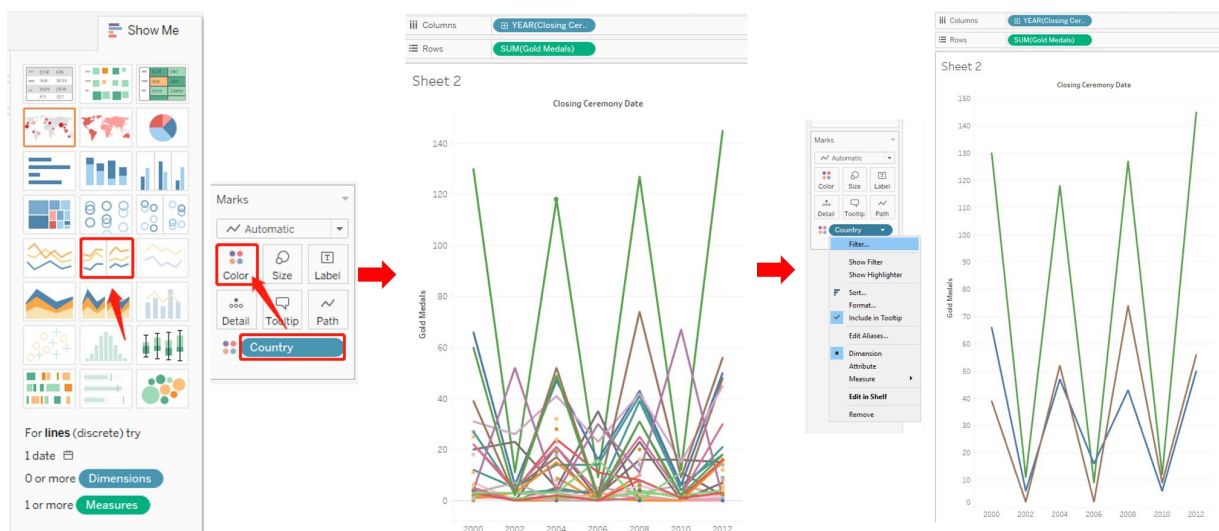 Show Me
For lines (discrete) try
1 date
0 or more Dimensions
1 or more Measures
Marks
Automatic
Color Size Label
Detail Tooltip Path
Country
Columns YEAR(Closing Cer..
Rows SUM(Gold Medals)
Sheet 2
Closing Ceremony Date
Gold Medals
140
120
100
80
60
40
20
0
2000 2002 2004 2006 2008 2010 2012
Marks
Automatic
Color Size Label
Detail Tooltip Path
Country
Filter...
Show Filter
Show Highlighter
Sort...
Format...
Include in Tooltip
Edit Aliases...
Dimension
Attribute
Measure
Edit in Shelf
Remove
Columns YEAR(Closing Cer..
Rows SUM(Gold Medals)
Sheet 2
Closing Ceremony Date
Gold Medals
150
140
130
120
110
100
90
80
70
60
50
40
30
20
10
0
2000 2002 2004 2006 2008 2010 2012